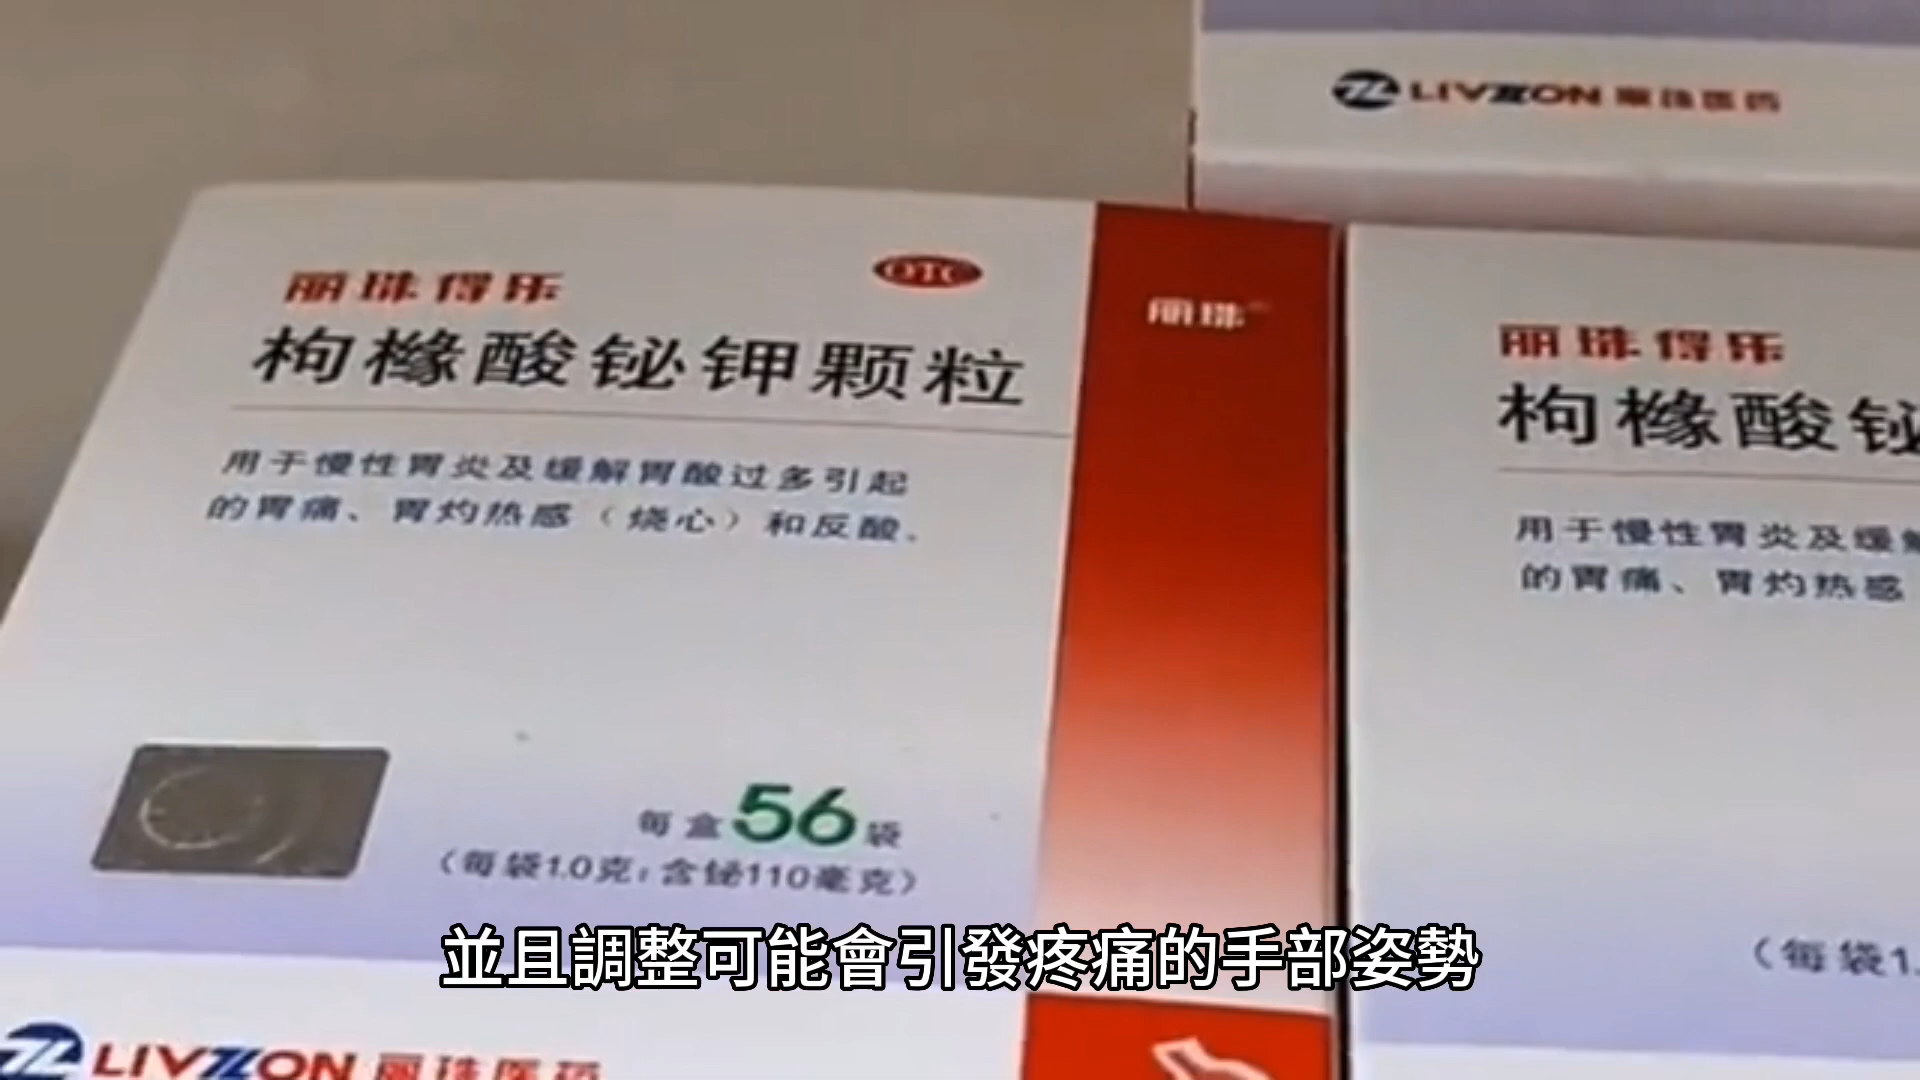 LIVZON 丽珠医药
丽珠得乐
OTC
枸橼酸铋钾颗粒
用于慢性胃炎及缓解胃酸过多引起
的胃痛、胃灼热感（烧心）和反酸。
每盒56袋
（每袋1.0克：含铋110毫克）
LIVZON 丽珠医药
丽珠
丽珠得乐
枸橼酸铋
用于慢性胃炎及缓解
的胃痛、胃灼热感
（每袋1.
並且調整可能會引發疼痛的手部姿勢